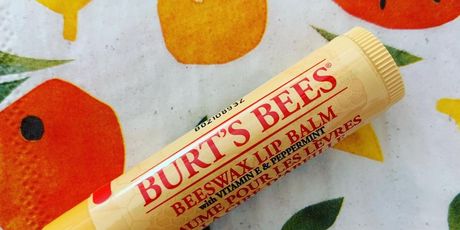 BURT'S BEES®
BEESWAX LIP BALM
with VITAMIN E & PEPPERMINT
BAUME POUR LES LÈVRES